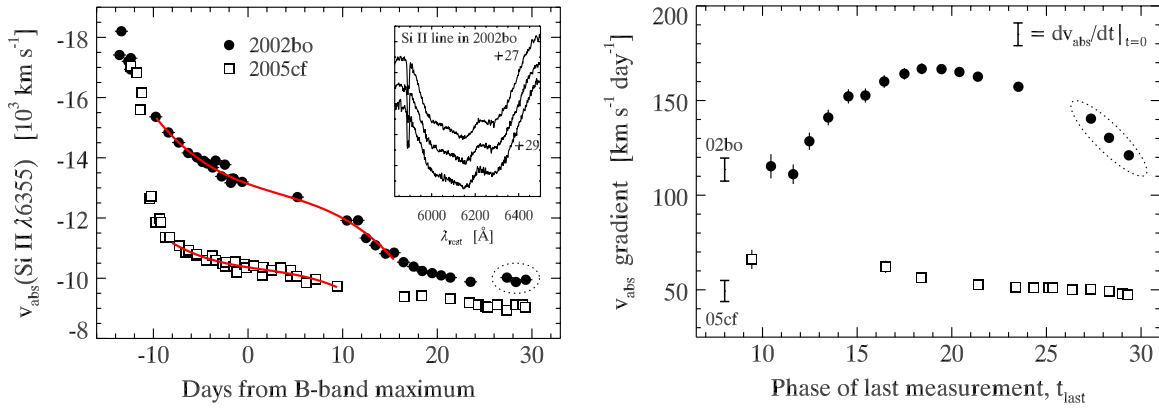 -18
-16
-14
-12
-10
-8
v_abs(Si II λ6355) [10^3 km s^-1]
2002bo
2005cf
Si II line in 2002bo
+27
+29
6000 6200 6400
λ_rest [Å]
-10 0 10 20 30
Days from B-band maximum
200
150
100
50
v_abs gradient [km s^-1 day^-1]
= dv_abs/dt|_t=0
02bo
05cf
10 15 20 25 30
Phase of last measurement, t_last